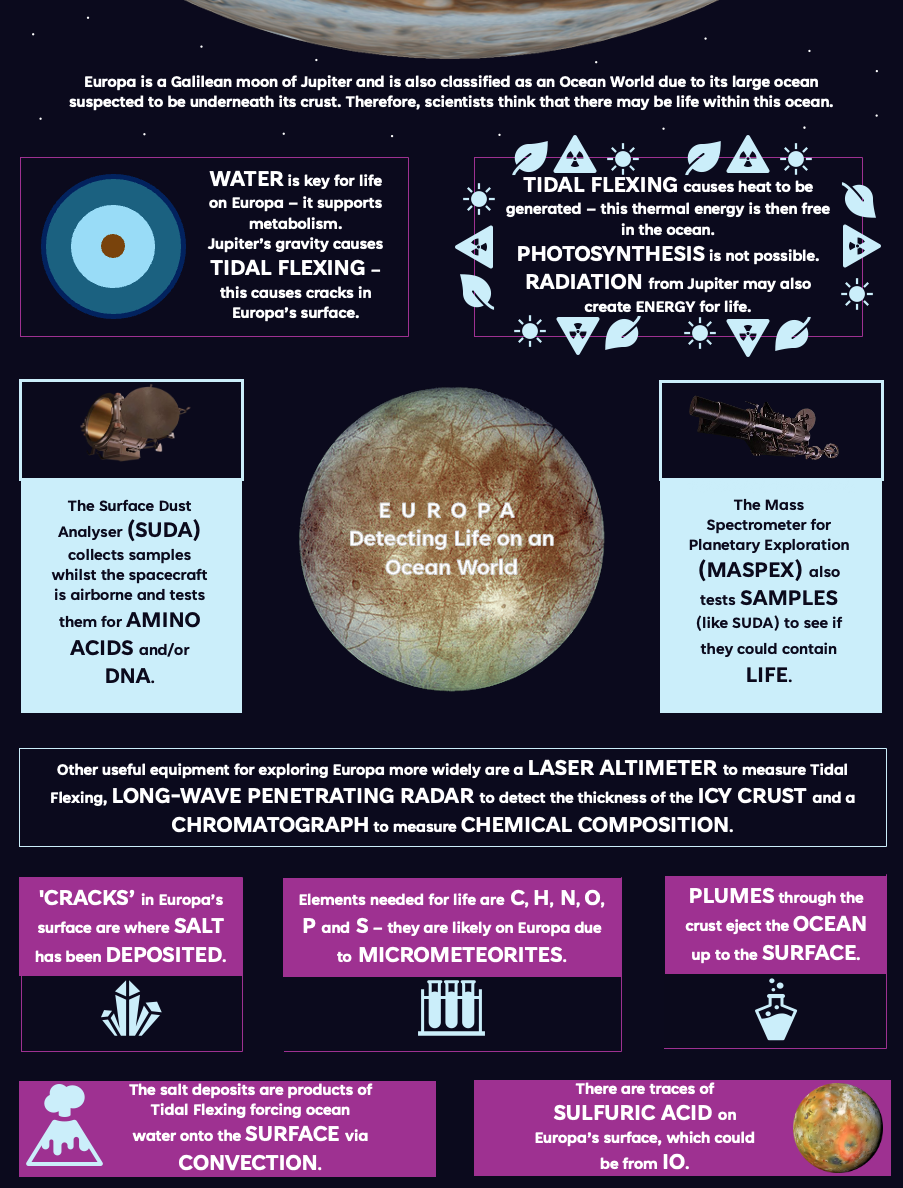 Europa is a Galilean moon of Jupiter and is also classified as an Ocean World due to its large ocean
suspected to be underneath its crust. Therefore, scientists think that there may be life within this ocean.
WATER is key for life
on Europa – it supports
metabolism.
Jupiter's gravity causes
TIDAL FLEXING –
this causes cracks in
Europa's surface.
TIDAL FLEXING causes heat to be
generated – this thermal energy is then free
in the ocean.
PHOTOSYNTHESIS is not possible.
RADIATION from Jupiter may also
create ENERGY for life.
The Surface Dust
Analyser (SUDA)
collects samples
whilst the spacecraft
is airborne and tests
them for AMINO
ACIDS and/or
DNA.
EUROPA
Detecting Life on an
Ocean World
The Mass
Spectrometer for
Planetary Exploration
(MASPEX) also
tests SAMPLES
(like SUDA) to see if
they could contain
LIFE.
Other useful equipment for exploring Europa more widely are a LASER ALTIMETER to measure Tidal
Flexing, LONG-WAVE PENETRATING RADAR to detect the thickness of the ICY CRUST and a
CHROMATOGRAPH to measure CHEMICAL COMPOSITION.
'CRACKS' in Europa's
surface are where SALT
has been DEPOSITED.
Elements needed for life are C, H, N, O,
P and S – they are likely on Europa due
to MICROMETEORITES.
PLUMES through the
crust eject the OCEAN
up to the SURFACE.
The salt deposits are products of
Tidal Flexing forcing ocean
water onto the SURFACE via
CONVECTION.
There are traces of
SULFURIC ACID on
Europa's surface, which could
be from IO.